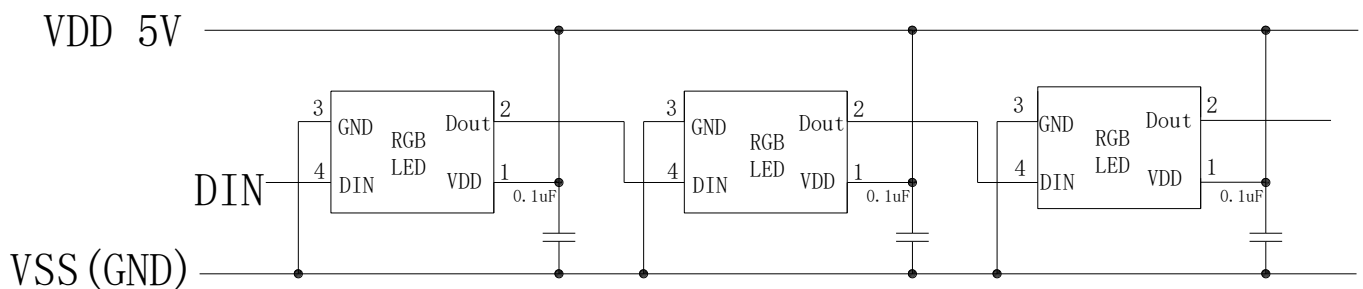 VDD 5V
3 GND RGB LED Dout 2
DIN 4 DIN VDD 1 0.1uF
3 GND RGB LED Dout 2
4 DIN VDD 1 0.1uF
3 GND RGB LED Dout 2
4 DIN VDD 1 0.1uF
VSS(GND)